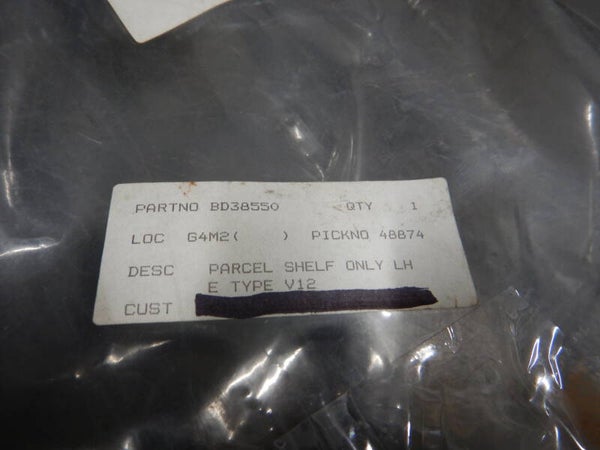 PARTNO BD38550 QTY 1
LOC G4M2( ) PICKNO 48874
DESC PARCEL SHELF ONLY LH
E TYPE V12
CUST